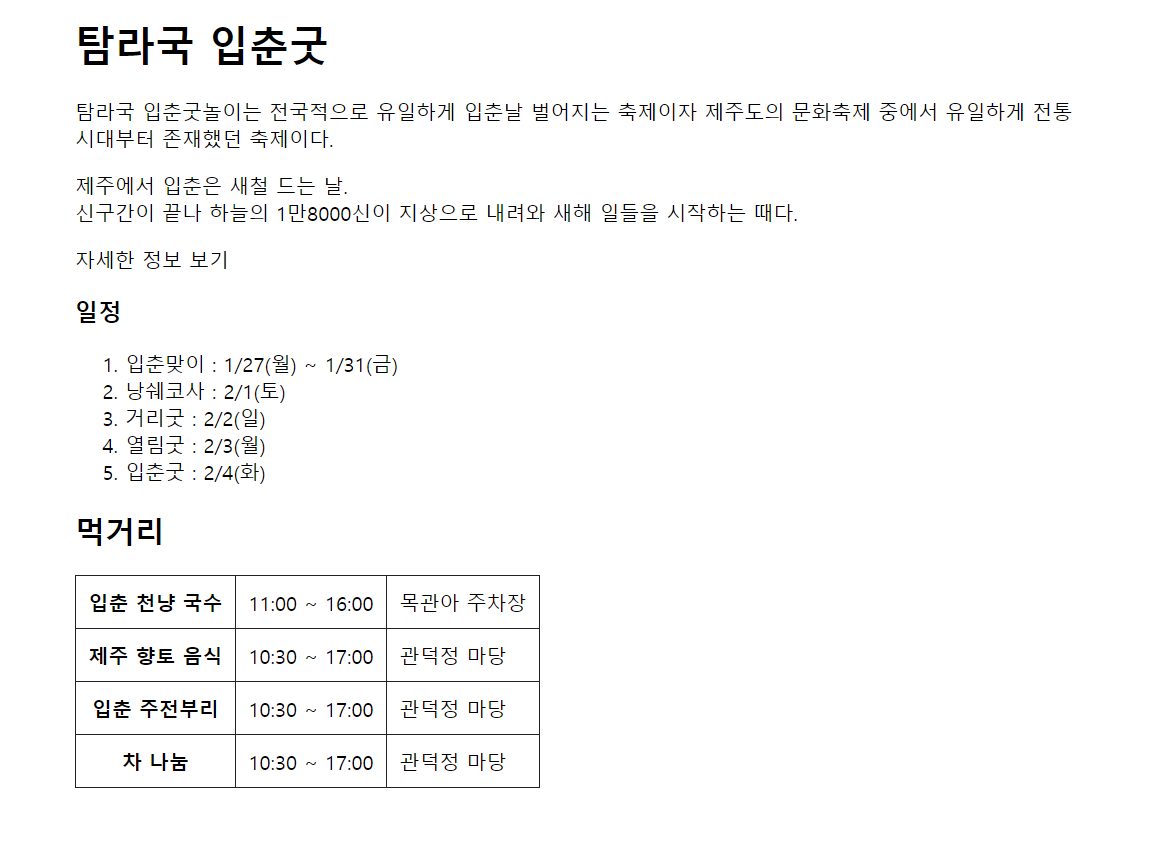 탐라국 입춘굿
탐라국 입춘굿놀이는 전국적으로 유일하게 입춘날 벌어지는 축제이자 제주도의 문화축제 중에서 유일하게 전통
시대부터 존재했던 축제이다.
제주에서 입춘은 새철 드는 날.
신구간이 끝나 하늘의 1만8000신이 지상으로 내려와 새해 일들을 시작하는 때다.
자세한 정보 보기
일정
1. 입춘맞이 : 1/27(월) ~ 1/31(금)
2. 낭쉐코사 : 2/1(토)
3. 거리굿 : 2/2(일)
4. 열림굿 : 2/3(월)
5. 입춘굿 : 2/4(화)
먹거리
입춘 천냥 국수 11:00 ~ 16:00 목관아 주차장
제주 향토 음식 10:30 ~ 17:00 관덕정 마당
입춘 주전부리 10:30 ~ 17:00 관덕정 마당
차 나눔 10:30 ~ 17:00 관덕정 마당